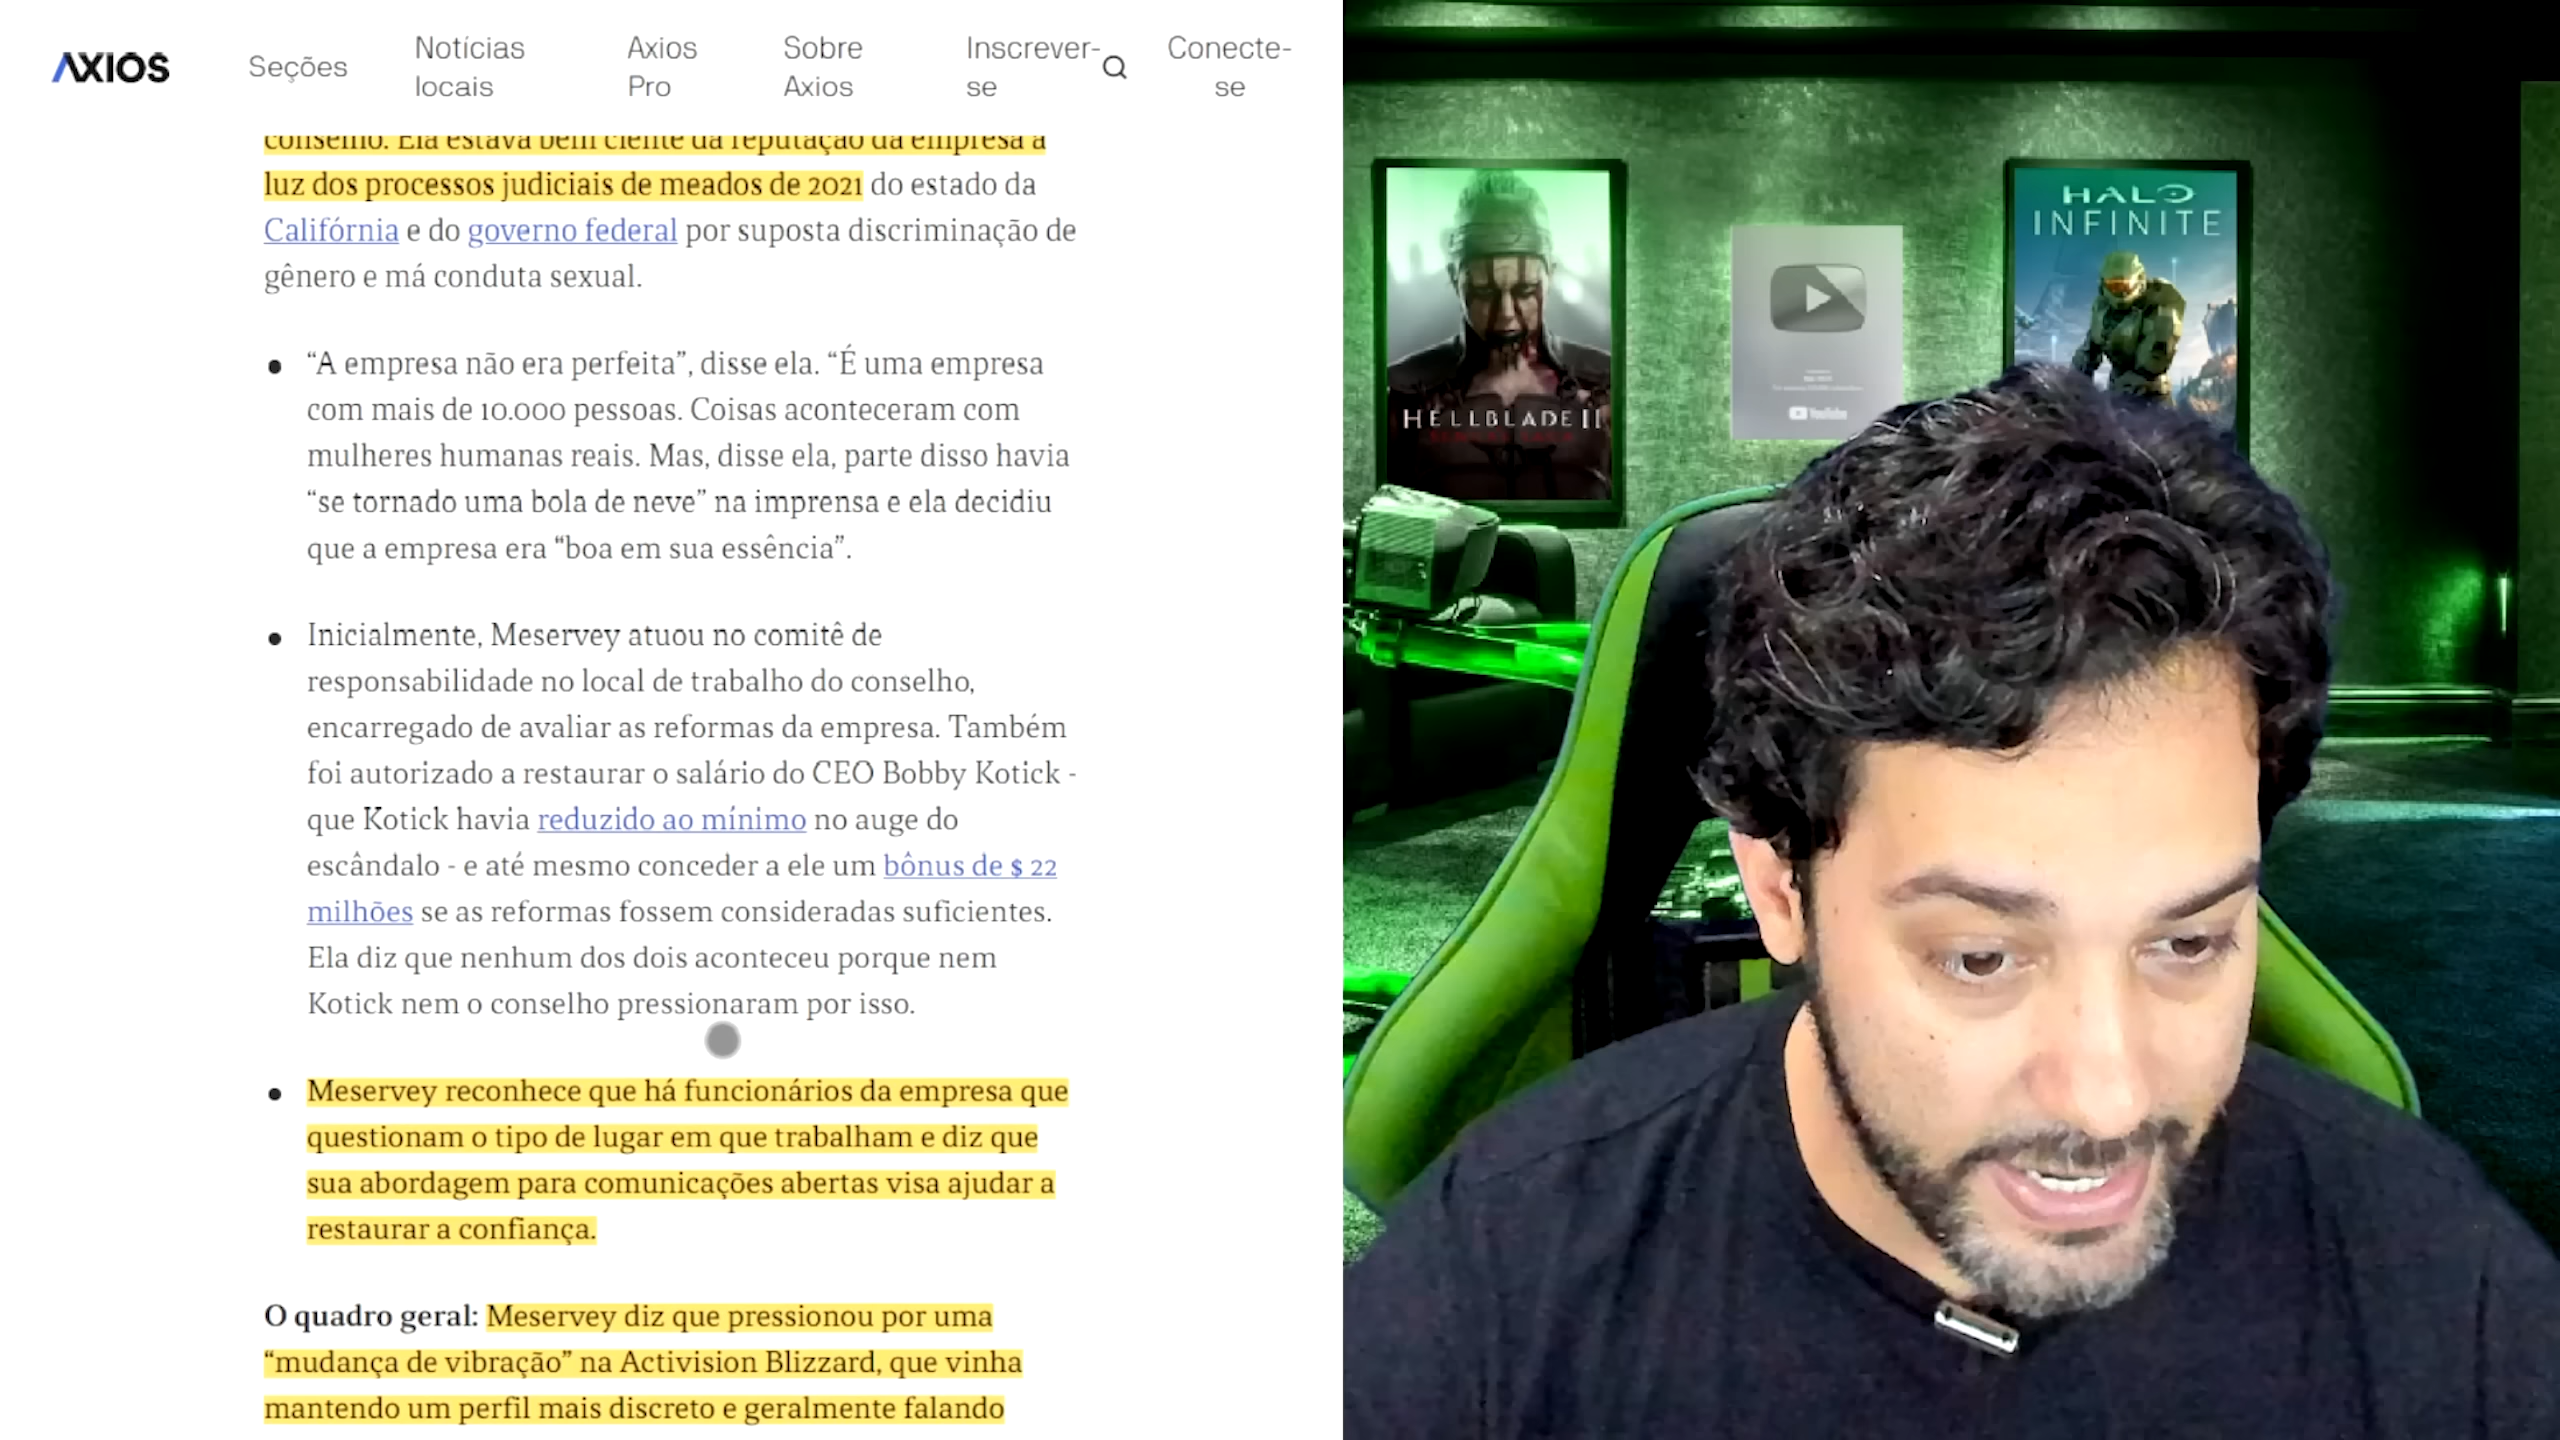 AXIOS
Seções
Notícias locais
Axios Pro
Sobre Axios
Inscrever-se
Conecte-se
conselho. Ela estava bem ciente da reputação da empresa à
luz dos processos judiciais de meados de 2021 do estado da
Califórnia e do governo federal por suposta discriminação de
gênero e má conduta sexual.
● “A empresa não era perfeita”, disse ela. “É uma empresa
com mais de 10.000 pessoas. Coisas aconteceram com
mulheres humanas reais. Mas, disse ela, parte disso havia
“se tornado uma bola de neve” na imprensa e ela decidiu
que a empresa era “boa em sua essência”.
● Inicialmente, Meservey atuou no comitê de
responsabilidade no local de trabalho do conselho,
encarregado de avaliar as reformas da empresa. Também
foi autorizado a restaurar o salário do CEO Bobby Kotick -
que Kotick havia reduzido ao mínimo no auge do
escândalo - e até mesmo conceder a ele um bônus de $ 22
milhões se as reformas fossem consideradas suficientes.
Ela diz que nenhum dos dois aconteceu porque nem
Kotick nem o conselho pressionaram por isso.
● Meservey reconhece que há funcionários da empresa que
questionam o tipo de lugar em que trabalham e diz que
sua abordagem para comunicações abertas visa ajudar a
restaurar a confiança.
O quadro geral: Meservey diz que pressionou por uma
“mudança de vibração” na Activision Blizzard, que vinha
mantendo um perfil mais discreto e geralmente falando
HELLBLADE II
YouTube
HALO
INFINITE